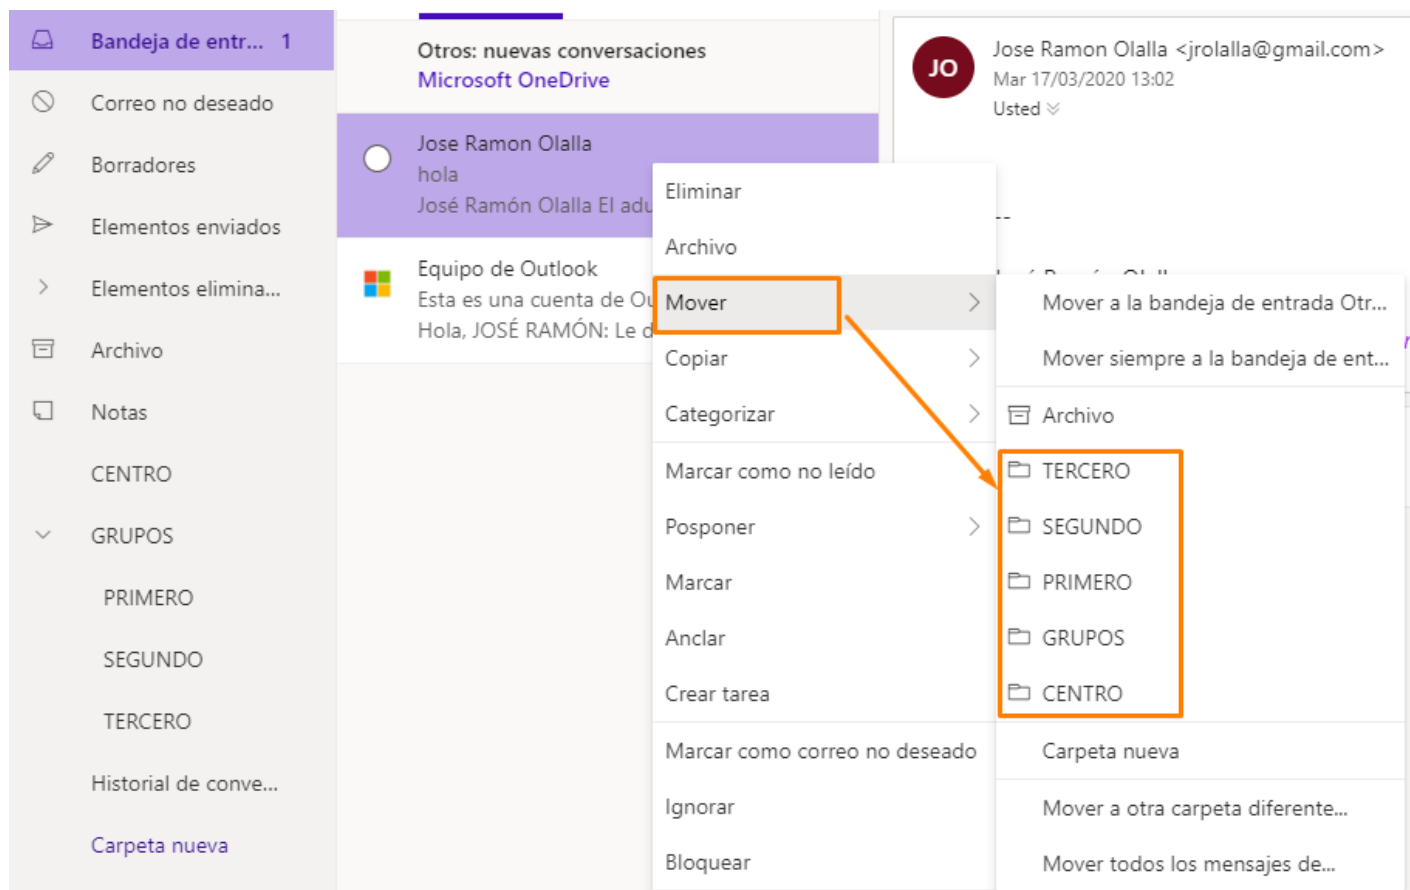 Bandeja de entr... 1
Correo no deseado
Borradores
Elementos enviados
Elementos elimina...
Archivo
Notas
CENTRO
GRUPOS
PRIMERO
SEGUNDO
TERCERO
Historial de conve...
Carpeta nueva
Otros: nuevas conversaciones
Microsoft OneDrive
Jose Ramon Olalla
hola
José Ramón Olalla El adu
Equipo de Outlook
Esta es una cuenta de Ou
Hola, JOSÉ RAMÓN: Le d
JO
Jose Ramon Olalla <jrolalla@gmail.com>
Mar 17/03/2020 13:02
Usted
--
Eliminar
Archivo
Mover
Copiar
Categorizar
Marcar como no leído
Posponer
Marcar
Anclar
Crear tarea
Marcar como correo no deseado
Ignorar
Bloquear
Mover a la bandeja de entrada Otr...
Mover siempre a la bandeja de ent...
Archivo
TERCERO
SEGUNDO
PRIMERO
GRUPOS
CENTRO
Carpeta nueva
Mover a otra carpeta diferente...
Mover todos los mensajes de...